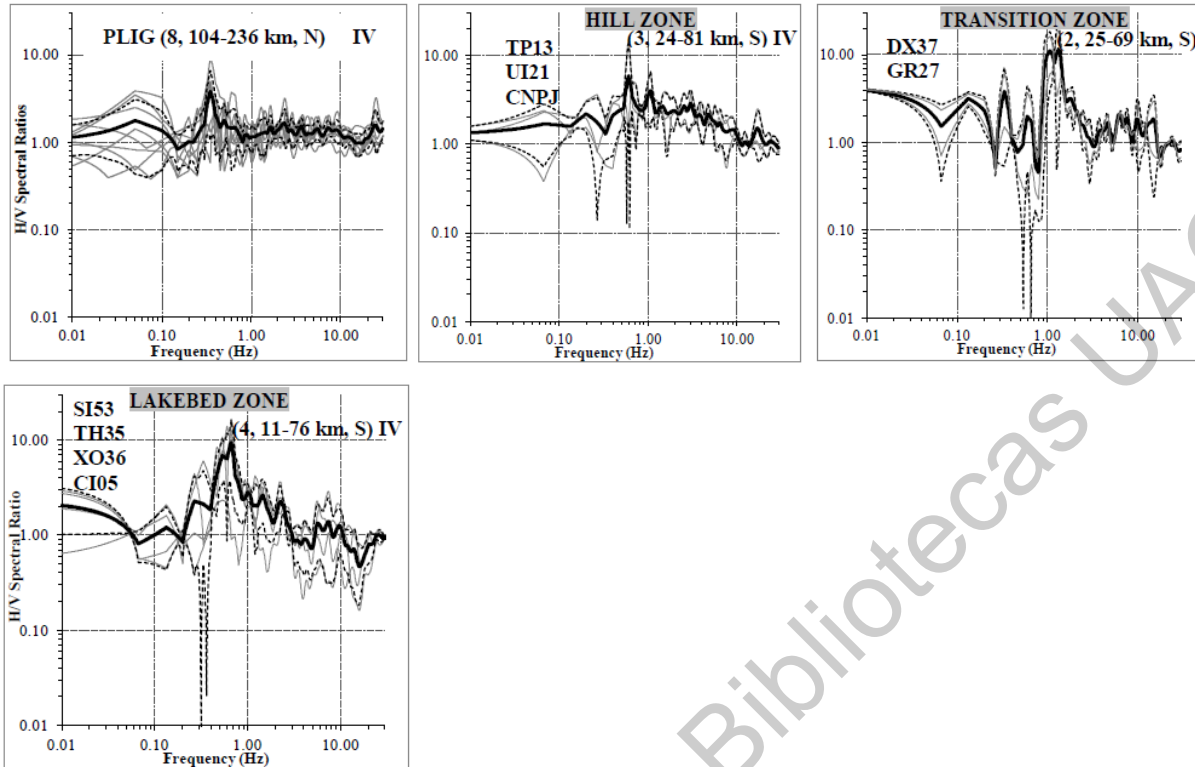 PLIG (8, 104-236 km, N) IV
10.00
1.00
0.10
0.01
H/V Spectral Ratios
0.01 0.10 1.00 10.00
Frequency (Hz)
HILL ZONE
(3, 24-81 km, S) IV
TP13
UI21
CNPJ
10.00
1.00
0.10
0.01
0.01 0.10 1.00 10.00
Frequency (Hz)
TRANSITION ZONE
(2, 25-69 km, S)
DX37
GR27
10.00
1.00
0.10
0.01
0.01 0.10 1.00 10.00
Frequency (Hz)
LAKEBED ZONE
(4, 11-76 km, S) IV
SI53
TH35
XO36
CI05
10.00
1.00
0.10
0.01
H/V Spectral Ratio
0.01 0.10 1.00 10.00
Frequency (Hz)
Bibliotecas